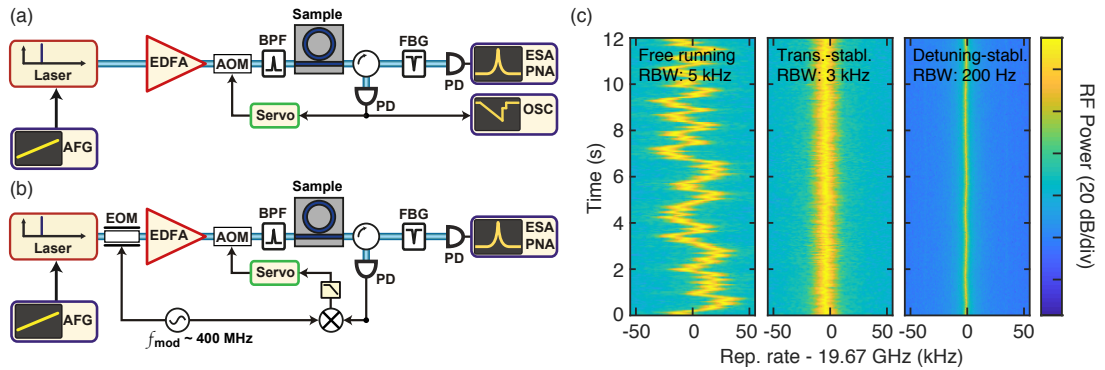 (a)
Laser
AFG
EDFA
AOM
BPF
Sample
FBG
PD
PD
ESA
PNA
Servo
OSC
(b)
EOM
Laser
AFG
EDFA
AOM
BPF
Sample
FBG
PD
PD
ESA
PNA
Servo
fmod ~ 400 MHz
(c)
Free running
RBW: 5 kHz
Trans.-stabl.
RBW: 3 kHz
Detuning-stabl.
RBW: 200 Hz
Time (s)
12
10
8
6
4
2
0
-50 0 50 -50 0 50 -50 0 50
Rep. rate - 19.67 GHz (kHz)
RF Power (20 dB/div)